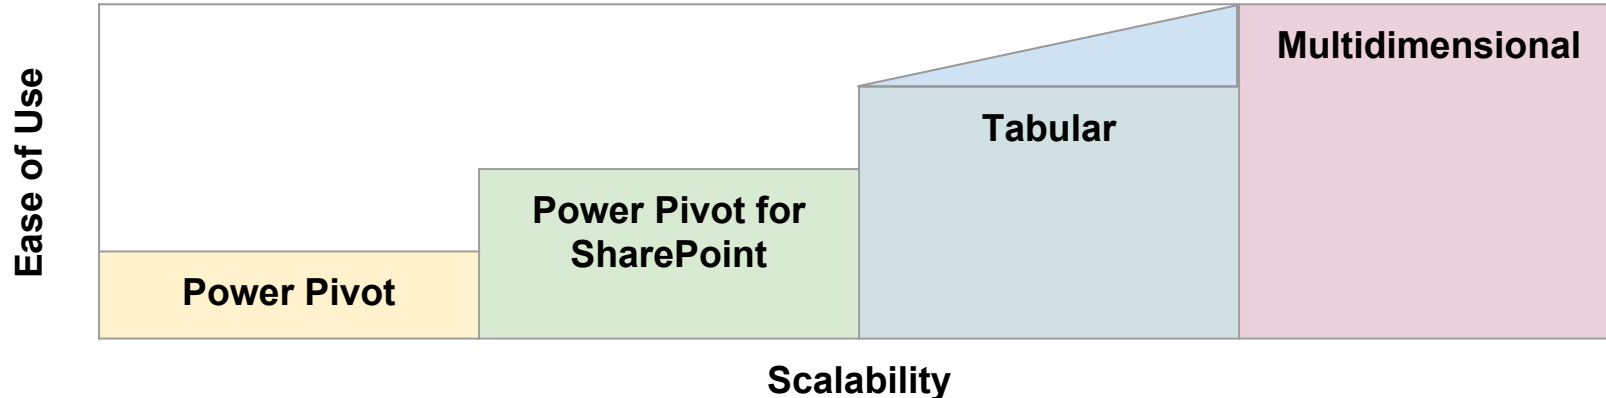 Ease of Use
Multidimensional
Tabular
Power Pivot for
SharePoint
Power Pivot
Scalability